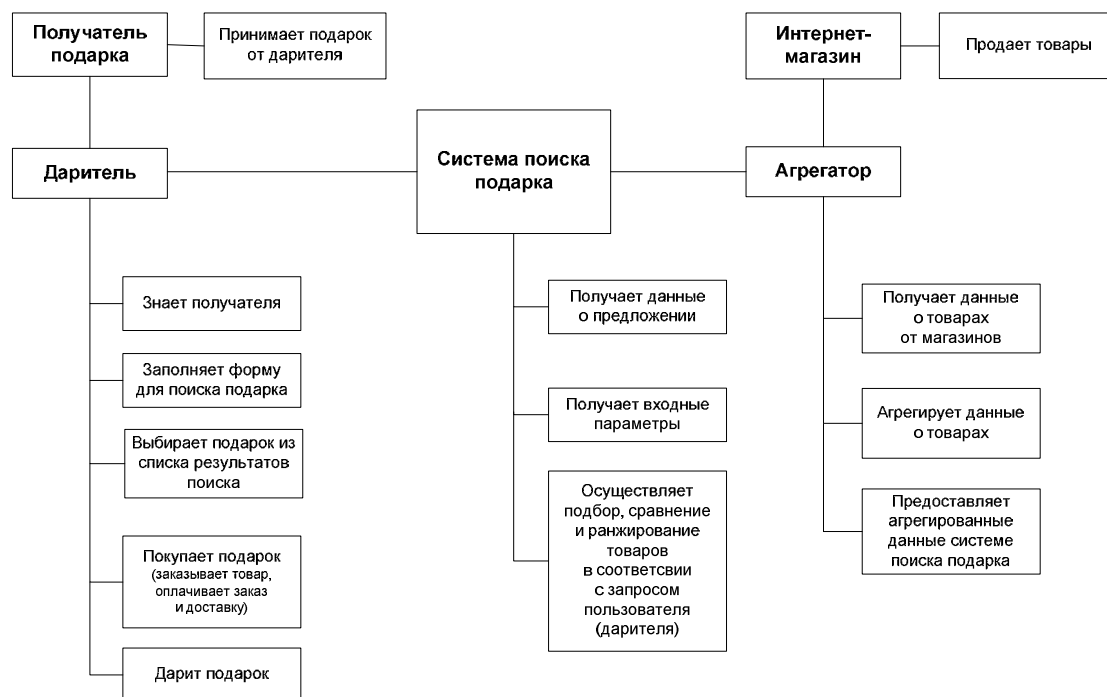 Получатель
подарка
Принимает подарок
от дарителя
Интернет-
магазин
Продает товары
Даритель
Система поиска
подарка
Агрегатор
Знает получателя
Заполняет форму
для поиска подарка
Выбирает подарок из
списка результатов
поиска
Покупает подарок
(заказывает товар,
оплачивает заказ
и доставку)
Дарит подарок
Получает данные
о предложении
Получает входные
параметры
Осуществляет
подбор, сравнение
и ранжирование
товаров
в соответсвии
с запросом
пользователя
(дарителя)
Получает данные
о товарах
от магазинов
Агрегирует данные
о товарах
Предоставляет
агрегированные
данные системе
поиска подарка